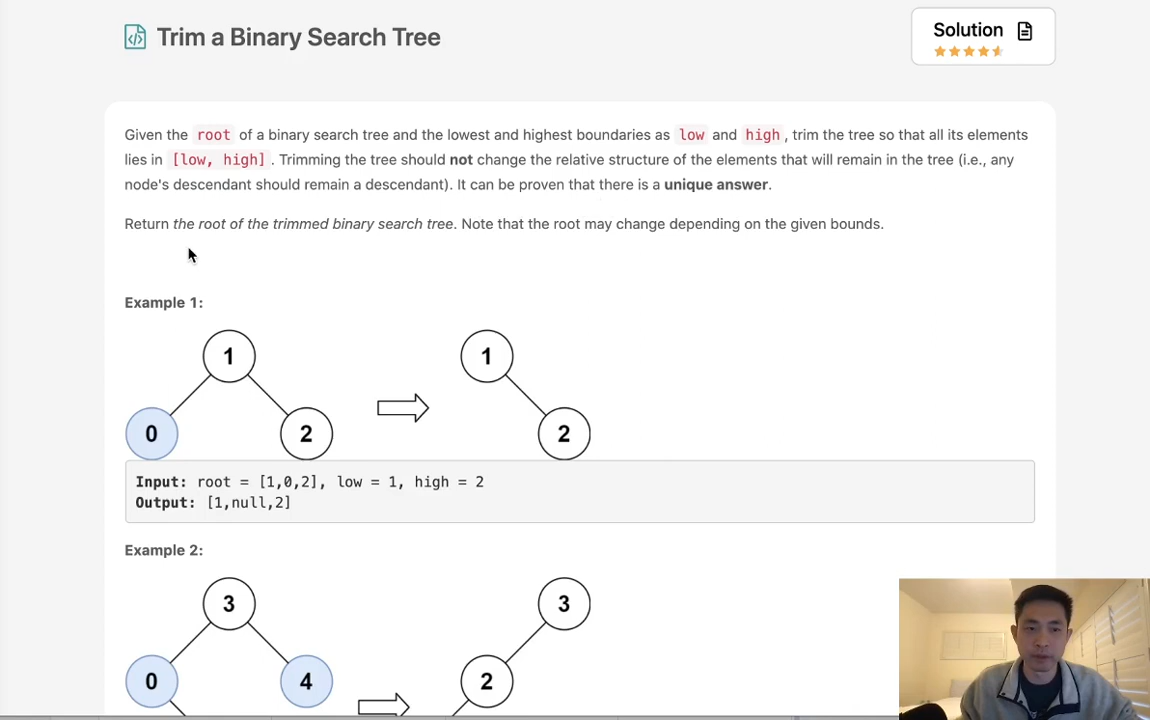 Trim a Binary Search Tree
Solution
Given the root of a binary search tree and the lowest and highest boundaries as low and high, trim the tree so that all its elements
lies in [low, high]. Trimming the tree should not change the relative structure of the elements that will remain in the tree (i.e., any
node's descendant should remain a descendant). It can be proven that there is a unique answer.
Return the root of the trimmed binary search tree. Note that the root may change depending on the given bounds.
Example 1:
1
1
0
2
2
Input: root = [1,0,2], low = 1, high = 2
Output: [1,null,2]
Example 2:
3
3
0
4
2